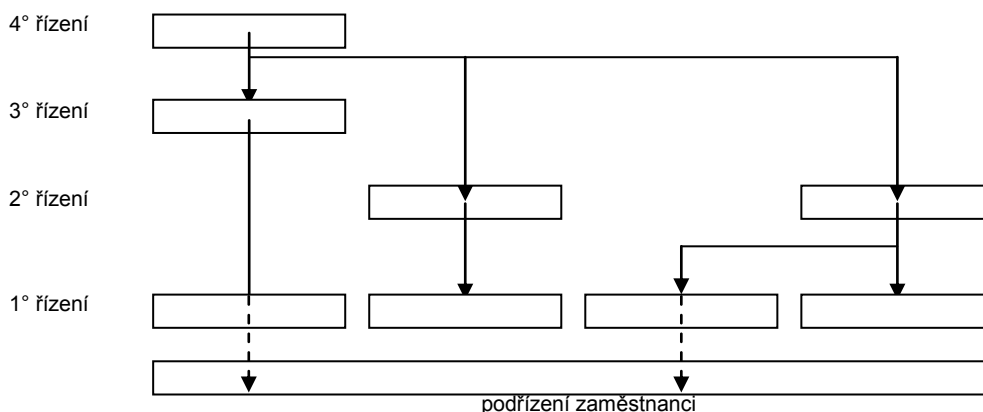 4° řízení
3° řízení
2° řízení
1° řízení
podřízení zaměstnanci